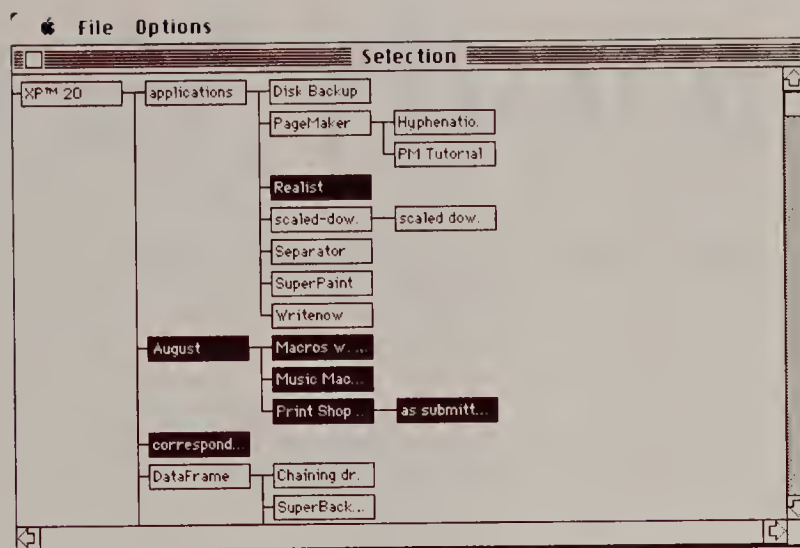 File Options
Selection
XP™ 20 applications Disk Backup
PageMaker Hyphenatio.
PM Tutorial
Realist
scaled-dow. scaled dow.
Separator
SuperPaint
Writenow
August Macros w. ...
Music Mac...
Print Shop .. as submitt...
correspond...
DataFrame Chaining dr.
SuperBack...